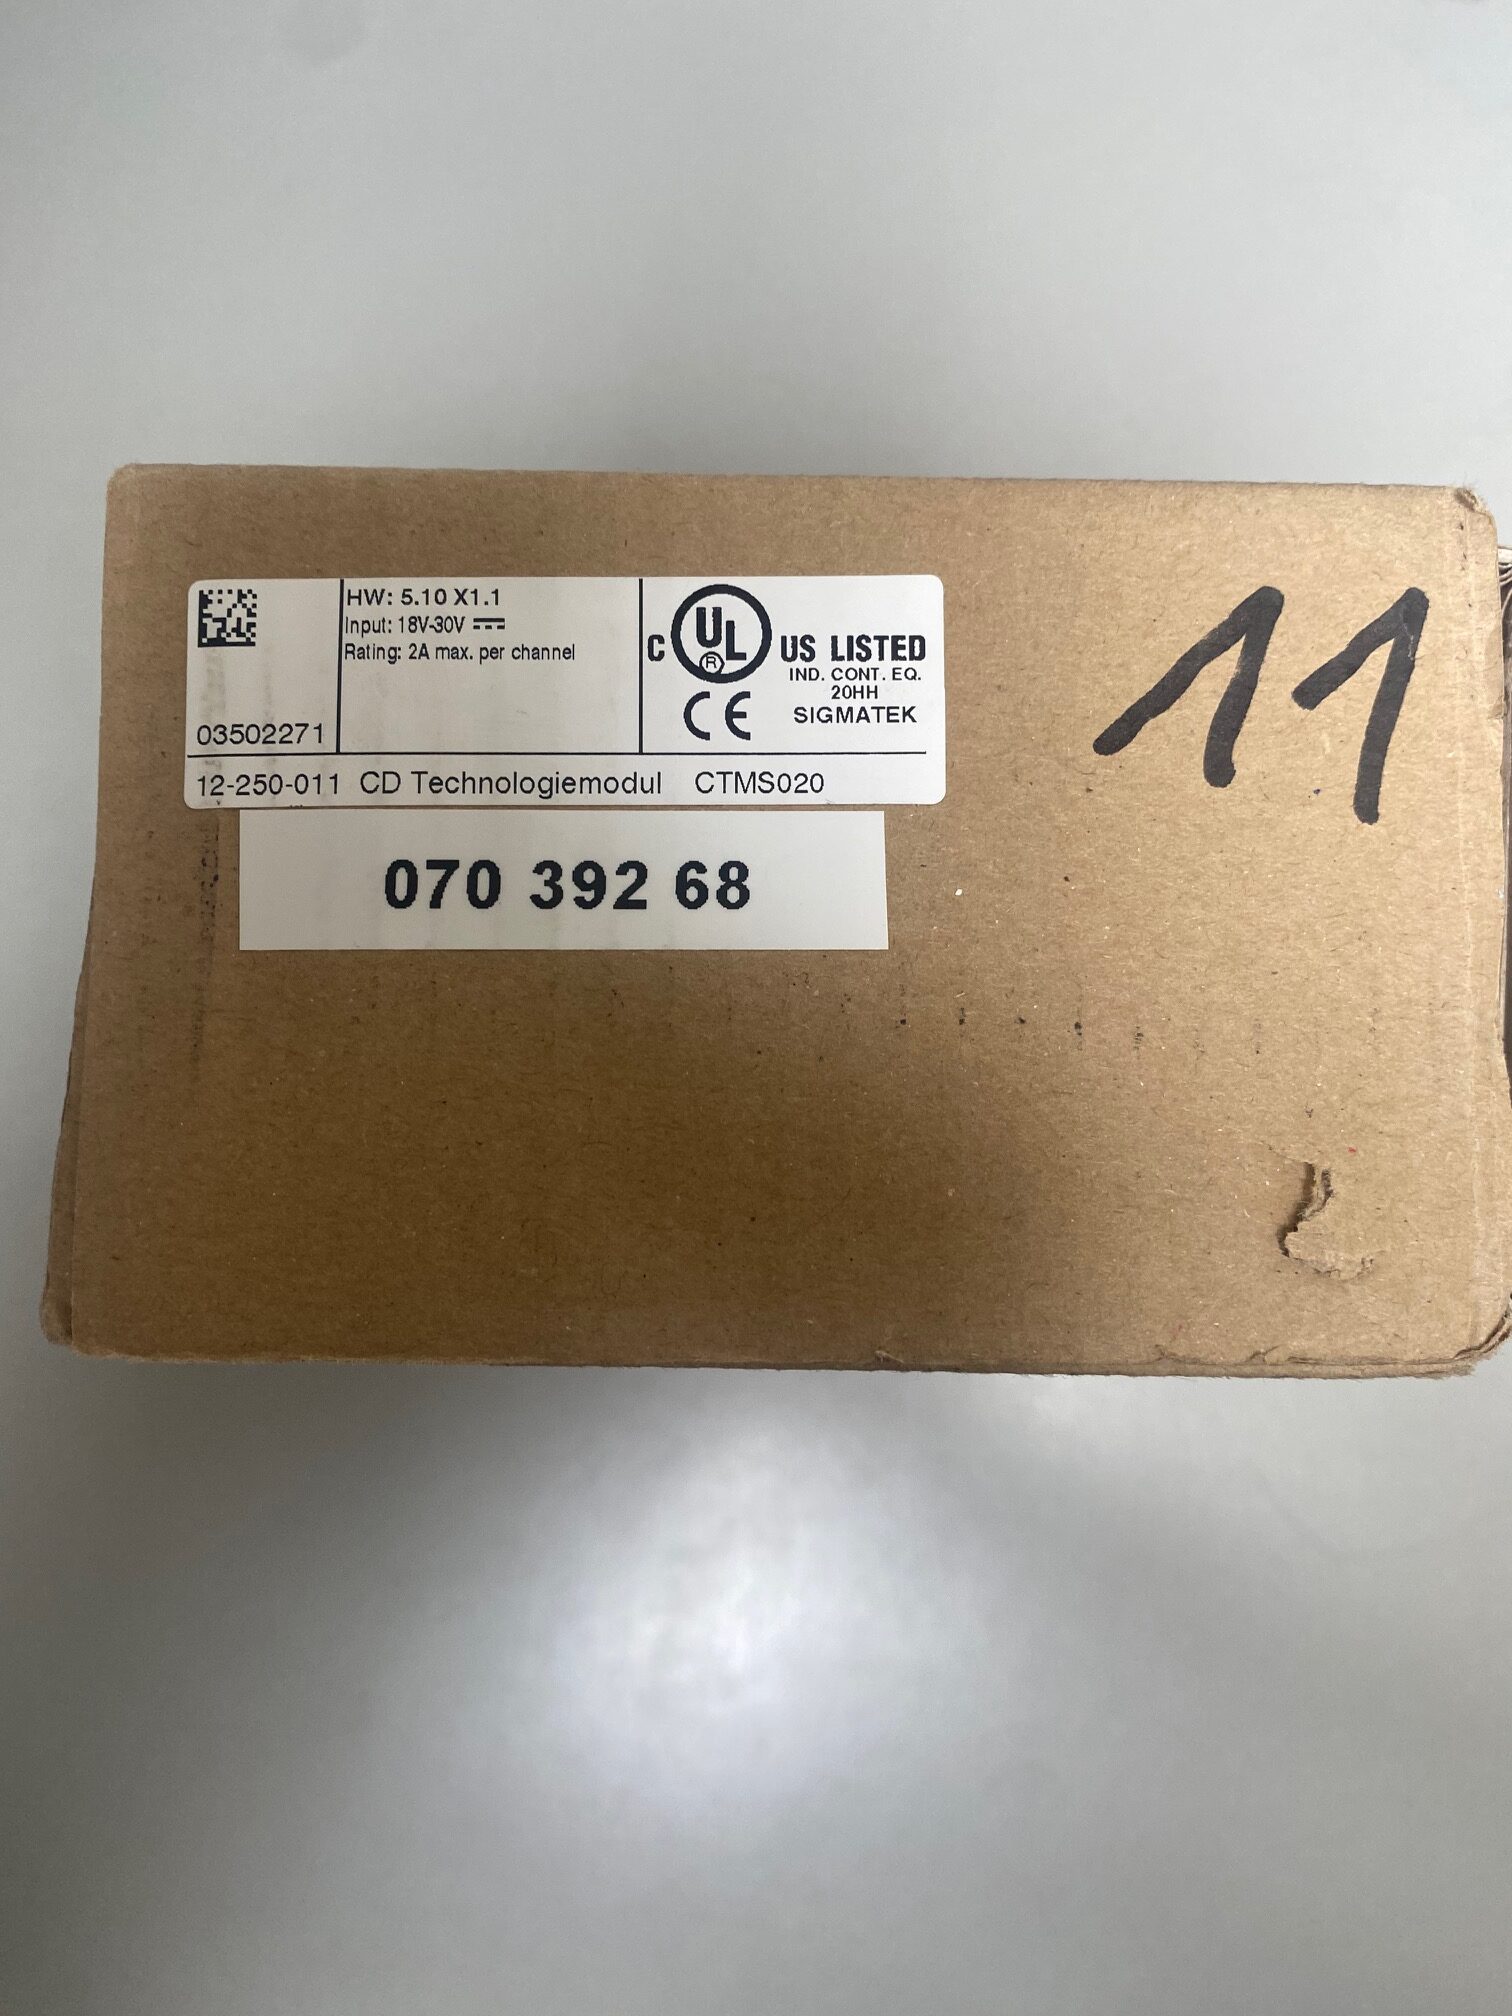 HW: 5.10 X1.1
Input: 18V-30V
Rating: 2A max. per channel
03502271
C UL ® US LISTED
IND. CONT. EQ.
20HH
CE SIGMATEK
12-250-011 CD Technologiemodul CTMS020
070 392 68
11